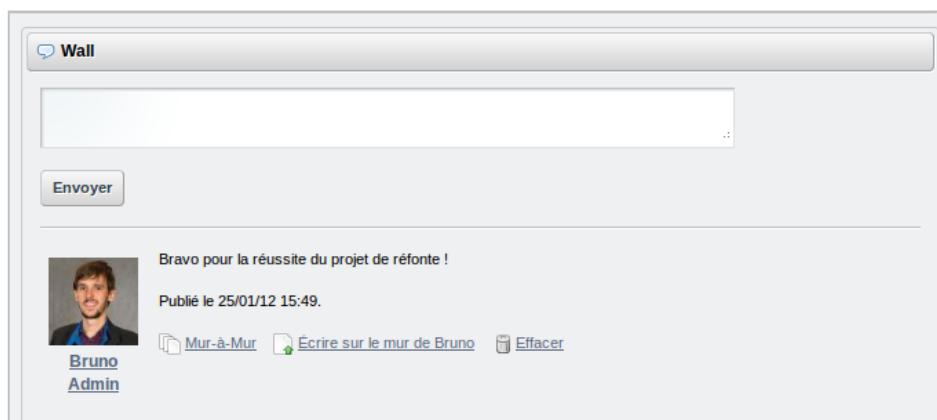 Wall
Envoyer
Bravo pour la réussite du projet de réfonte !
Publié le 25/01/12 15:49.
Mur-à-Mur Écrire sur le mur de Bruno Effacer
Bruno
Admin